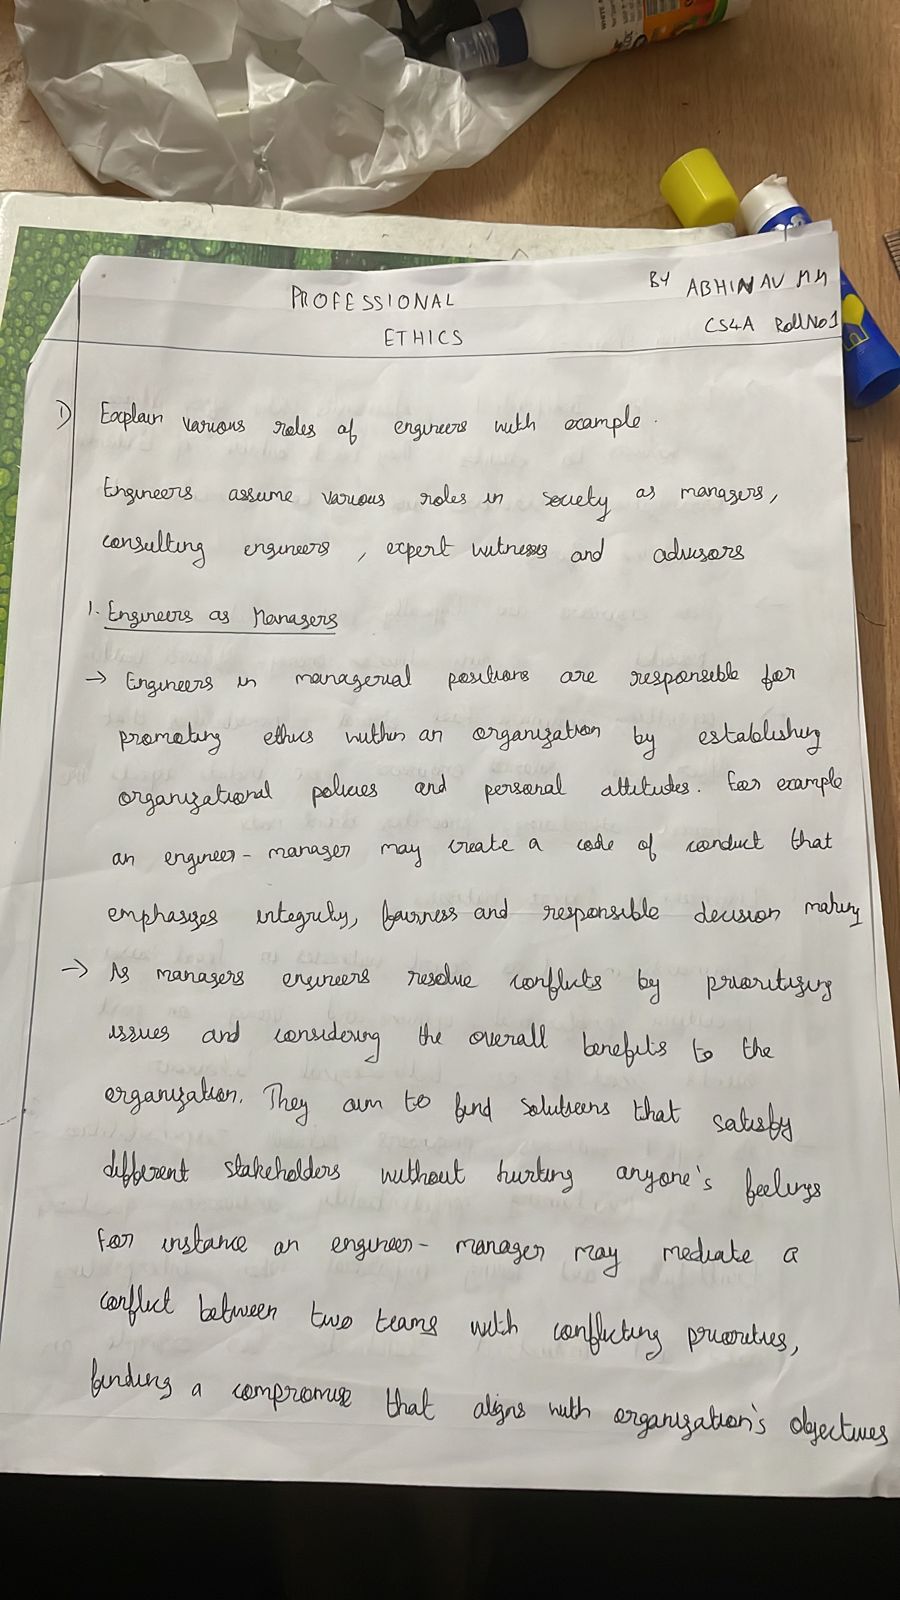 PROFESSIONAL
ETHICS
BY ABHINAV MM
CS4A Roll No 1
1) Explain various roles of engineers with example.
Engineers assume various roles in society as managers,
consulting engineers, expert witness and advisors
1. Engineers as Managers
→ Engineers in managerial positions are responsible for
promoting ethics within an organization by establishing
organizational policies and personal attitudes. For example
an engineer-manager may create a code of conduct that
emphasizes integrity, fairness and responsible decision making
→ As managers engineers resolve conflicts by prioritizing
issues and considering the overall benefits to the
organization. They aim to find solutions that satisfy
different stakeholders without hurting anyone's feelings
For instance an engineer-manager may mediate a
conflict between two teams with conflicting priorities,
finding a compromise that aligns with organization's objectives